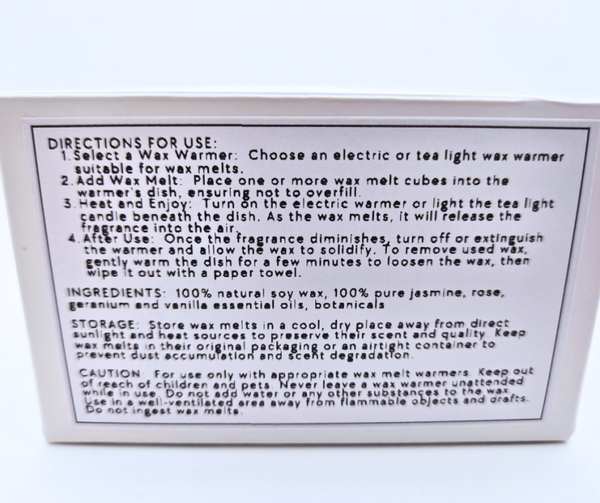 DIRECTIONS FOR USE:
1. Select a Wax Warmer: Choose an electric or tea light wax warmer
suitable for wax melts.
2. Add Wax Melt: Place one or more wax melt cubes into the
warmer's dish, ensuring not to overfill.
3. Heat and Enjoy: Turn on the electric warmer or light the tea light
candle beneath the dish. As the wax melts, it will release the
fragrance into the air.
4. After Use: Once the fragrance diminishes, turn off or extinguish
the warmer and allow the wax to solidify. To remove used wax,
gently warm the dish for a few minutes to loosen the wax, then
wipe it out with a paper towel.
INGREDIENTS: 100% natural soy wax, 100% pure jasmine, rose,
geranium and vanilla essential oils, botanicals
STORAGE: Store wax melts in a cool, dry place away from direct
sunlight and heat sources to preserve their scent and quality. Keep
wax melts in their original packaging or an airtight container to
prevent dust accumulation and scent degradation.
CAUTION: For use only with appropriate wax melt warmers. Keep out
of reach of children and pets. Never leave a wax warmer unattended
while in use. Do not add water or any other substances to the wax.
Use in a well-ventilated area away from flammable objects and drafts.
Do not ingest wax melts.